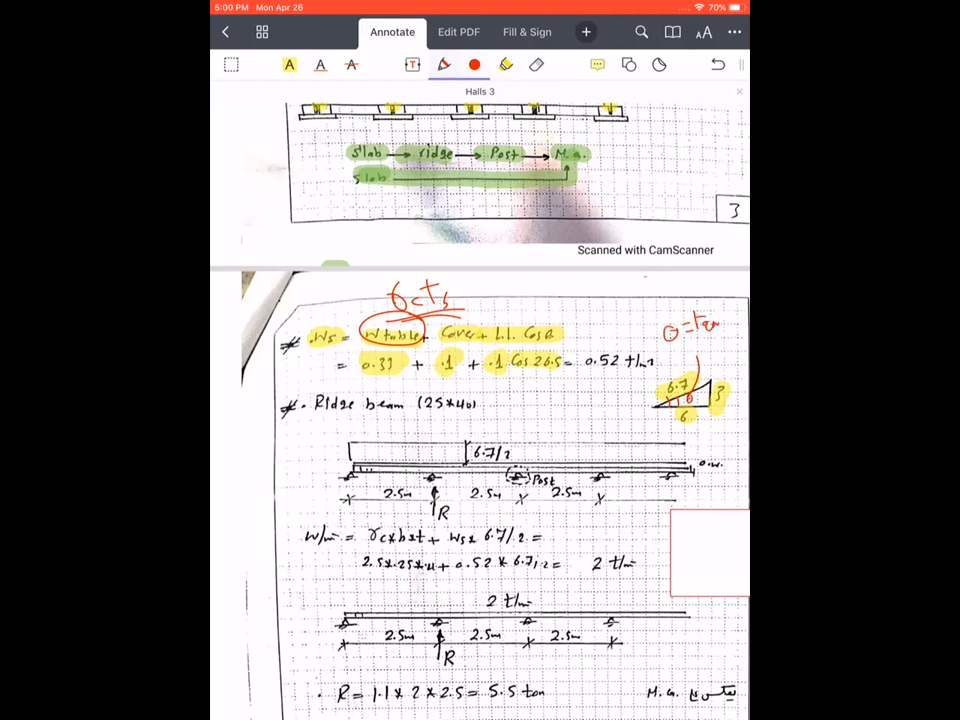 5:00 PM Mon Apr 26
70%
Annotate Edit PDF Fill & Sign
Halls 3
Slab → ridge → Post → M.G.
Slab
3
Scanned with CamScanner
* .Ws = W table + Cover + L.L. Cosθ
= 0.32 + .1 + .1 Cos 26.5 = 0.52 t/m²
θ=tan
6.7
3
6
*. Ridge beam (25*40)
6.7/2
o.w.
Post
2.5m 2.5m 2.5m
R
W/m = γc*b*t + Ws* 6.7/2 =
2.5*.25*.4 + 0.52 * 6.7/2 = 2 t/m
2 t/m
2.5m 2.5m 2.5m
R
. R = 1.1 * 2 * 2.5 = 5.5 ton
M.G.